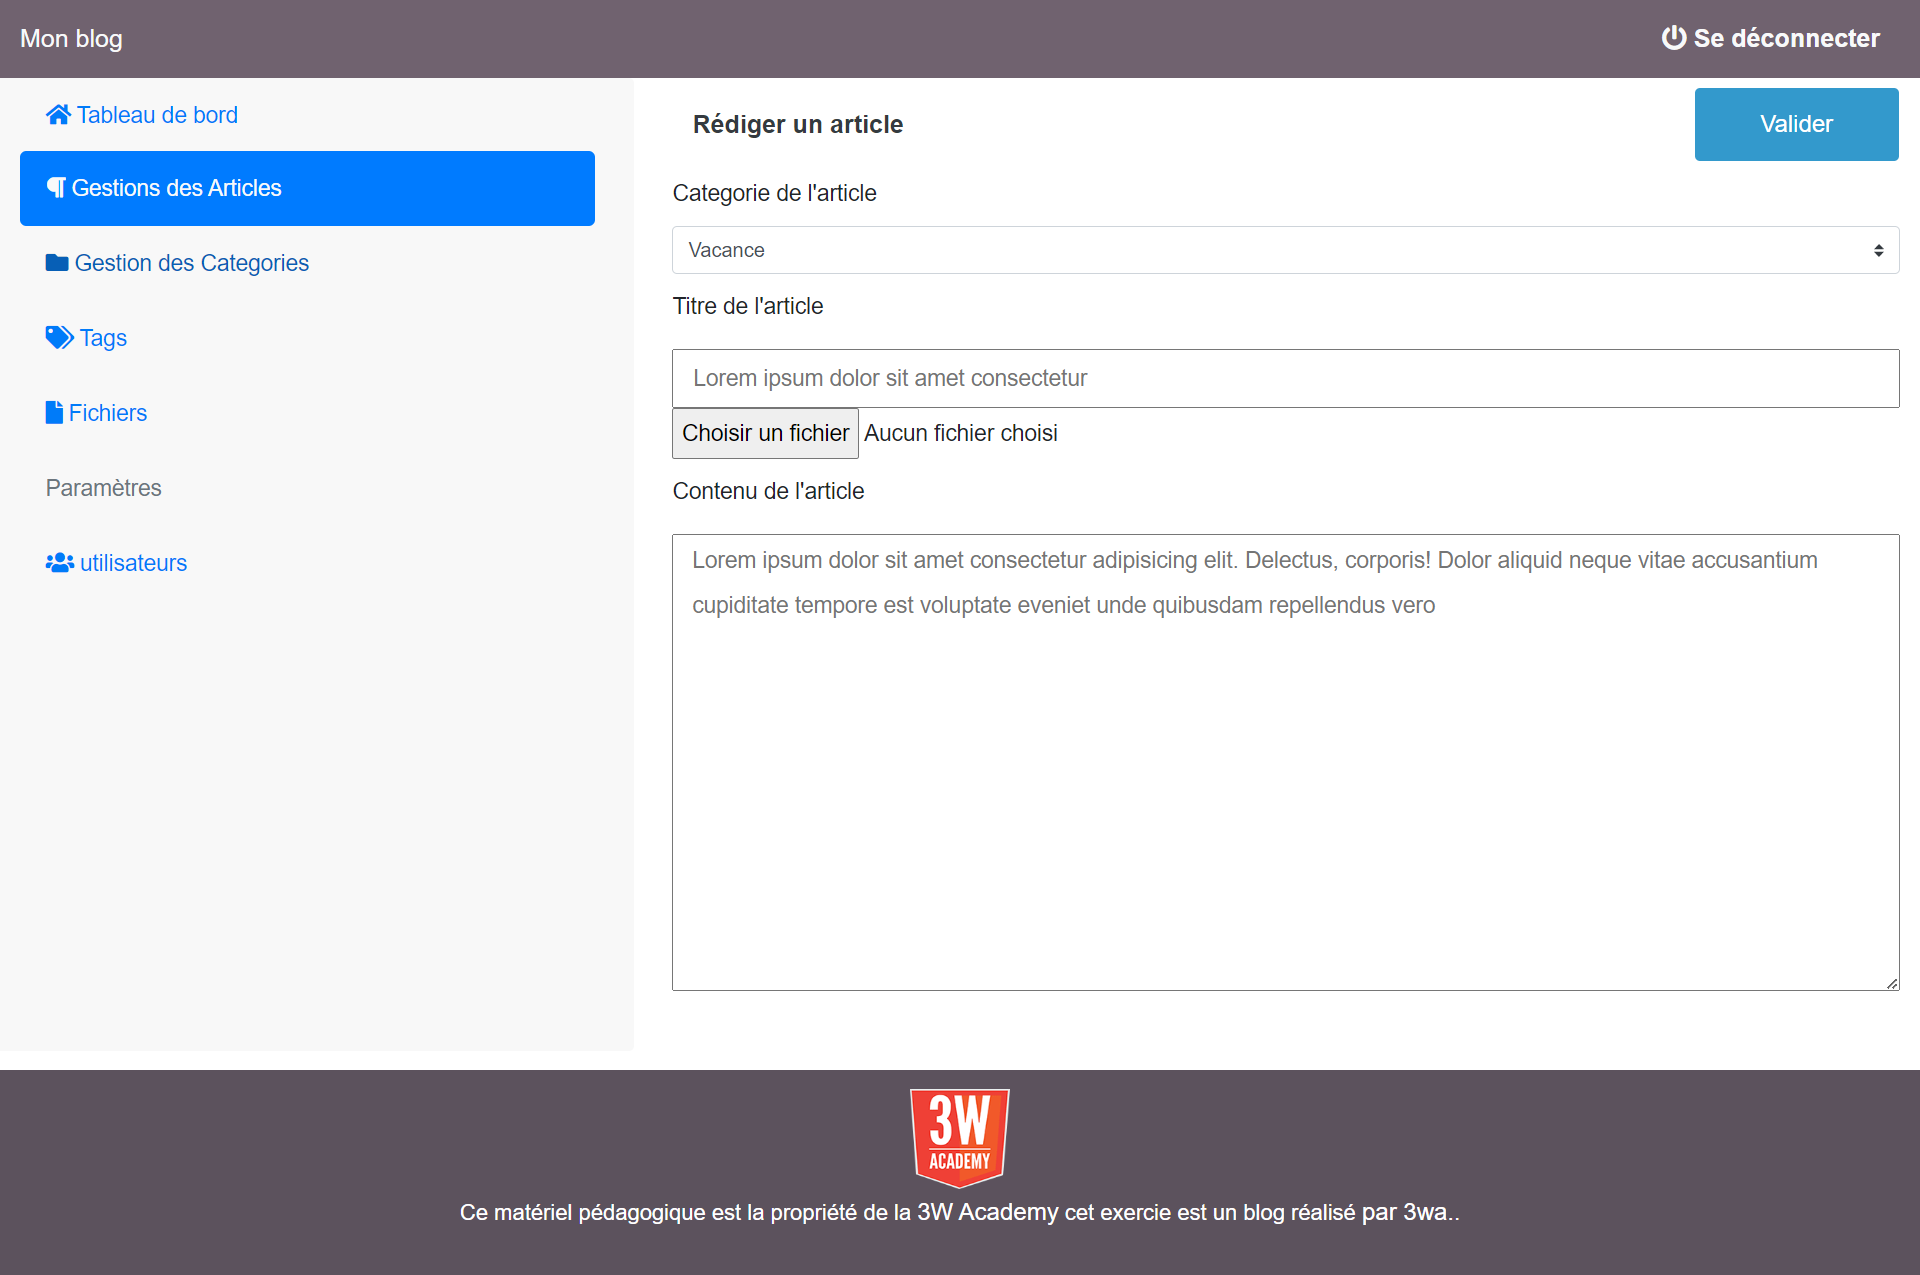 Mon blog
Se déconnecter
Tableau de bord
Gestions des Articles
Gestion des Categories
Tags
Fichiers
Paramètres
utilisateurs
Rédiger un article
Valider
Categorie de l'article
Vacance
Titre de l'article
Lorem ipsum dolor sit amet consectetur
Choisir un fichier Aucun fichier choisi
Contenu de l'article
Lorem ipsum dolor sit amet consectetur adipisicing elit. Delectus, corporis! Dolor aliquid neque vitae accusantium
cupiditate tempore est voluptate eveniet unde quibusdam repellendus vero
3W
ACADEMY
Ce matériel pédagogique est la propriété de la 3W Academy cet exercie est un blog réalisé par 3wa..